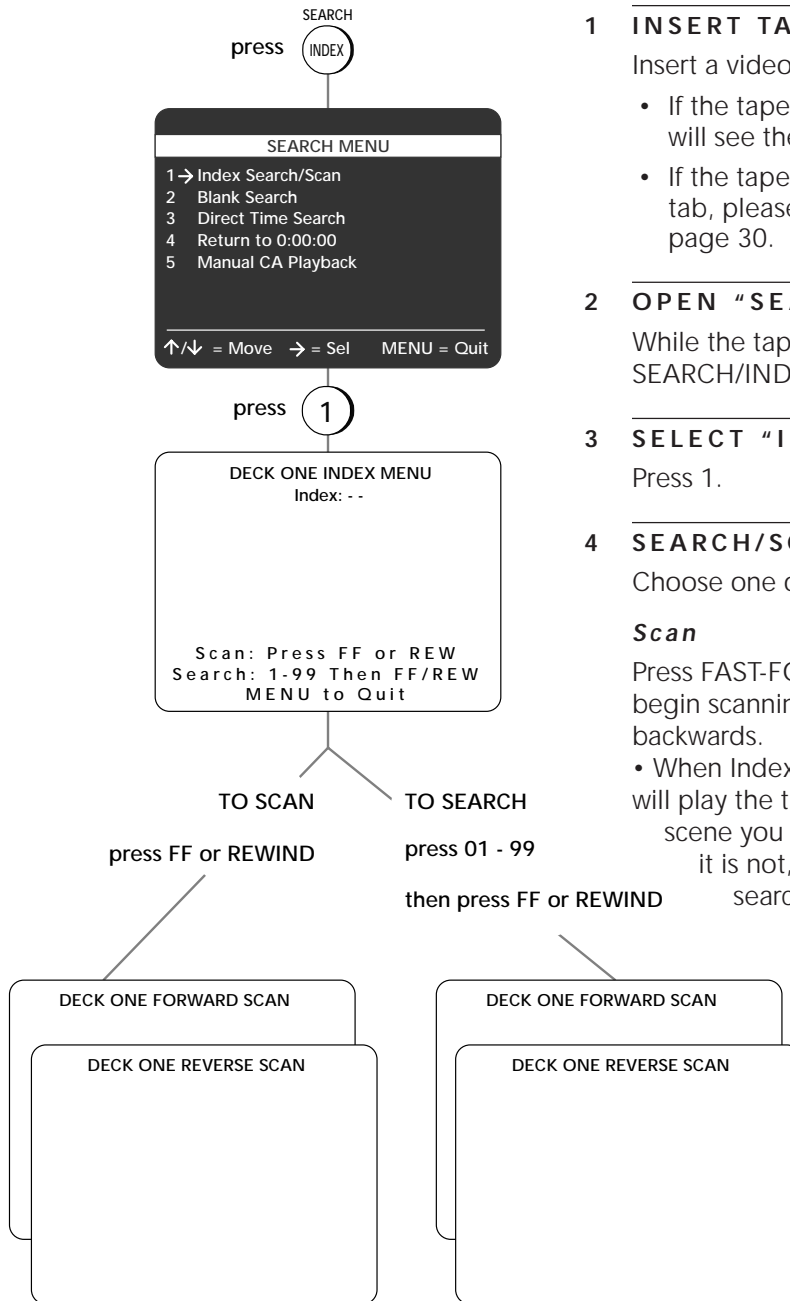 SEARCH
press INDEX
SEARCH MENU
1→ Index Search/Scan
2 Blank Search
3 Direct Time Search
4 Return to 0:00:00
5 Manual CA Playback
↑/↓ = Move → = Sel MENU = Quit
press 1
DECK ONE INDEX MENU
Index: - -
Scan: Press FF or REW
Search: 1-99 Then FF/REW
MENU to Quit
TO SCAN
press FF or REWIND
TO SEARCH
press 01 - 99
then press FF or REWIND
DECK ONE FORWARD SCAN
DECK ONE REVERSE SCAN
DECK ONE FORWARD SCAN
DECK ONE REVERSE SCAN
1 INSERT TA
Insert a video
• If the tape
will see the
• If the tape
tab, please
page 30.
2 OPEN “SEA
While the tap
SEARCH/IND
3 SELECT “I
Press 1.
4 SEARCH/S
Choose one
Scan
Press FAST-FO
begin scannin
backwards.
• When Index
will play the t
scene you
it is not,
searc